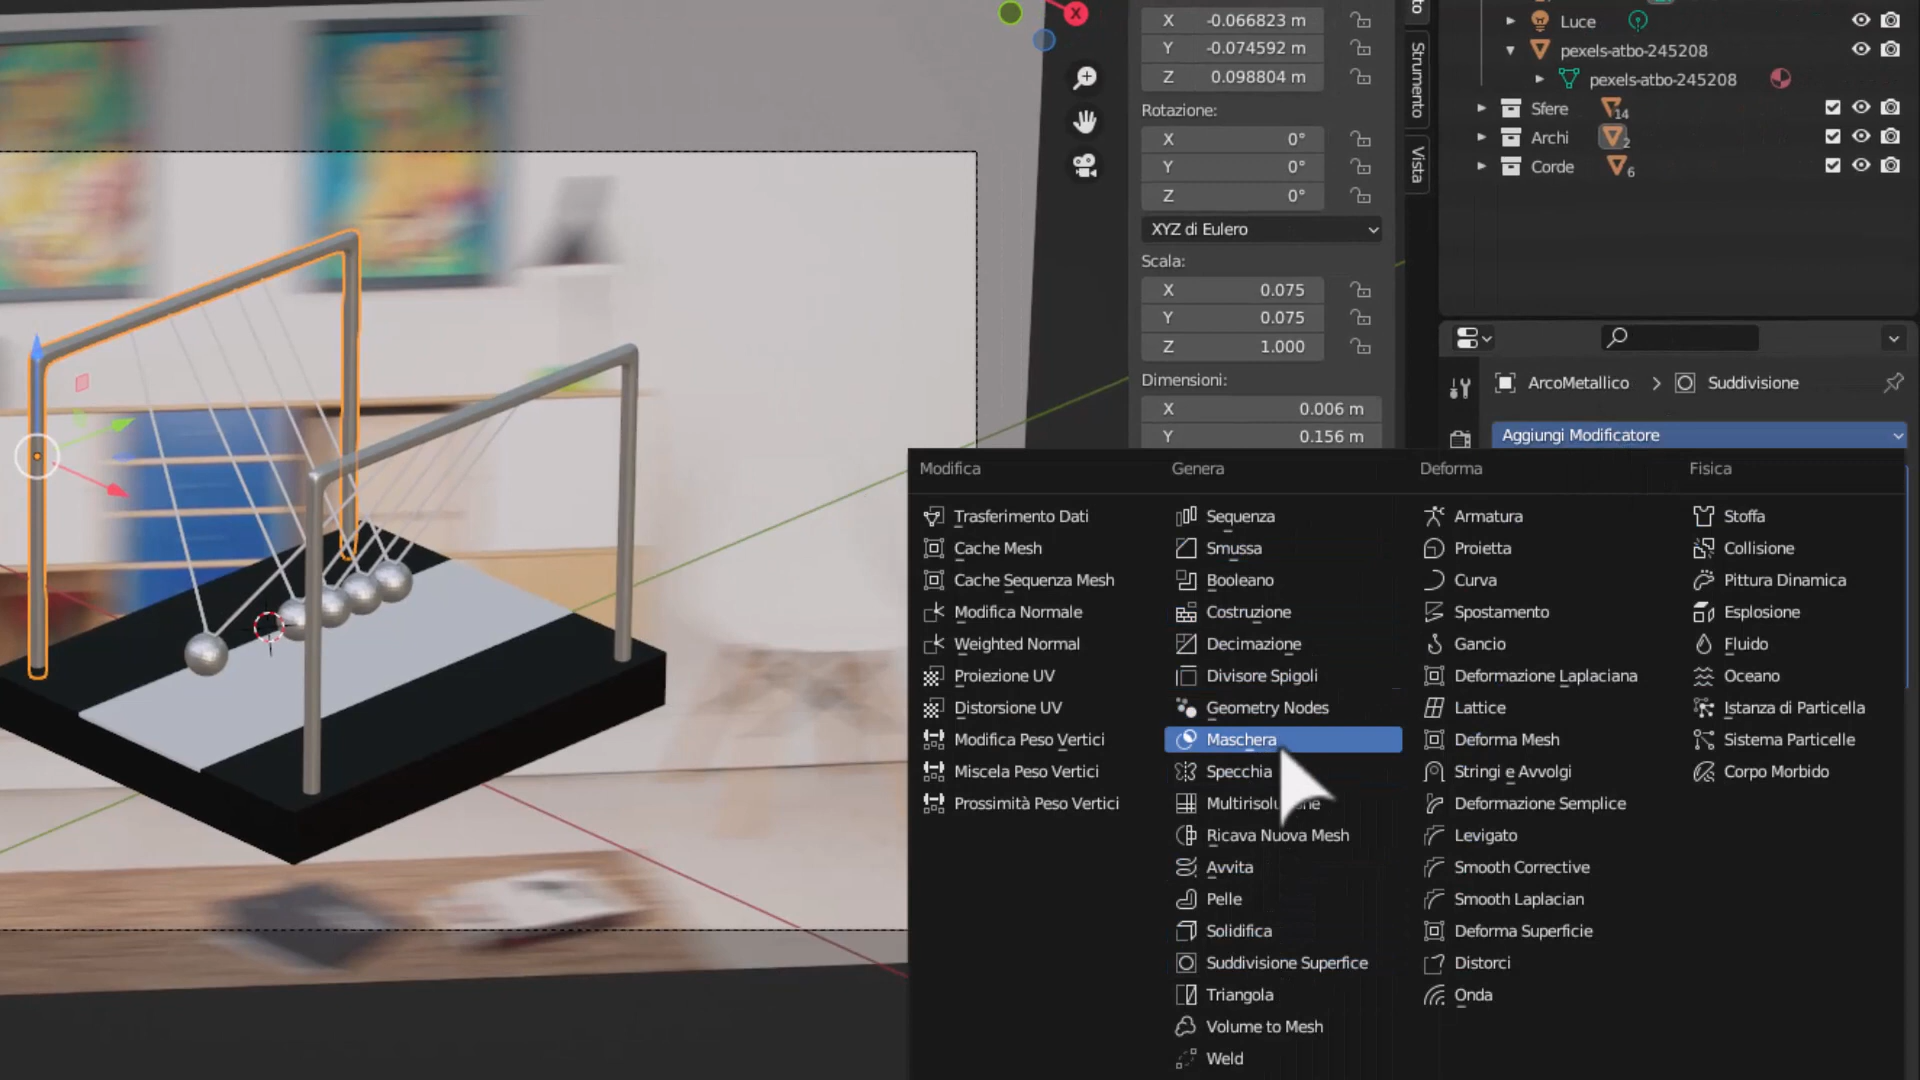 X -0.066823 m
Y -0.074592 m
Z 0.098804 m
Rotazione:
X 0°
Y 0°
Z 0°
XYZ di Eulero
Scala:
X 0.075
Y 0.075
Z 1.000
Dimensioni:
X 0.006 m
Y 0.156 m
X
Strumento
Vista
Luce
pexels-atbo-245208
pexels-atbo-245208
Sfere 14
Archi 2
Corde 6
ArcoMetallico > Suddivisione
Aggiungi Modificatore
Modifica
Trasferimento Dati
Cache Mesh
Cache Sequenza Mesh
Modifica Normale
Weighted Normal
Proiezione UV
Distorsione UV
Modifica Peso Vertici
Miscela Peso Vertici
Prossimità Peso Vertici
Genera
Sequenza
Smussa
Booleano
Costruzione
Decimazione
Divisore Spigoli
Geometry Nodes
Maschera
Specchia
Ricava Nuova Mesh
Avvita
Pelle
Solidifica
Suddivisione Superfice
Triangola
Volume to Mesh
Weld
Deforma
Armatura
Proietta
Curva
Spostamento
Gancio
Deformazione Laplaciana
Lattice
Deforma Mesh
Stringi e Avvolgi
Deformazione Semplice
Levigato
Smooth Corrective
Smooth Laplacian
Deforma Superficie
Distorci
Onda
Fisica
Stoffa
Collisione
Pittura Dinamica
Esplosione
Fluido
Oceano
Istanza di Particella
Sistema Particelle
Corpo Morbido